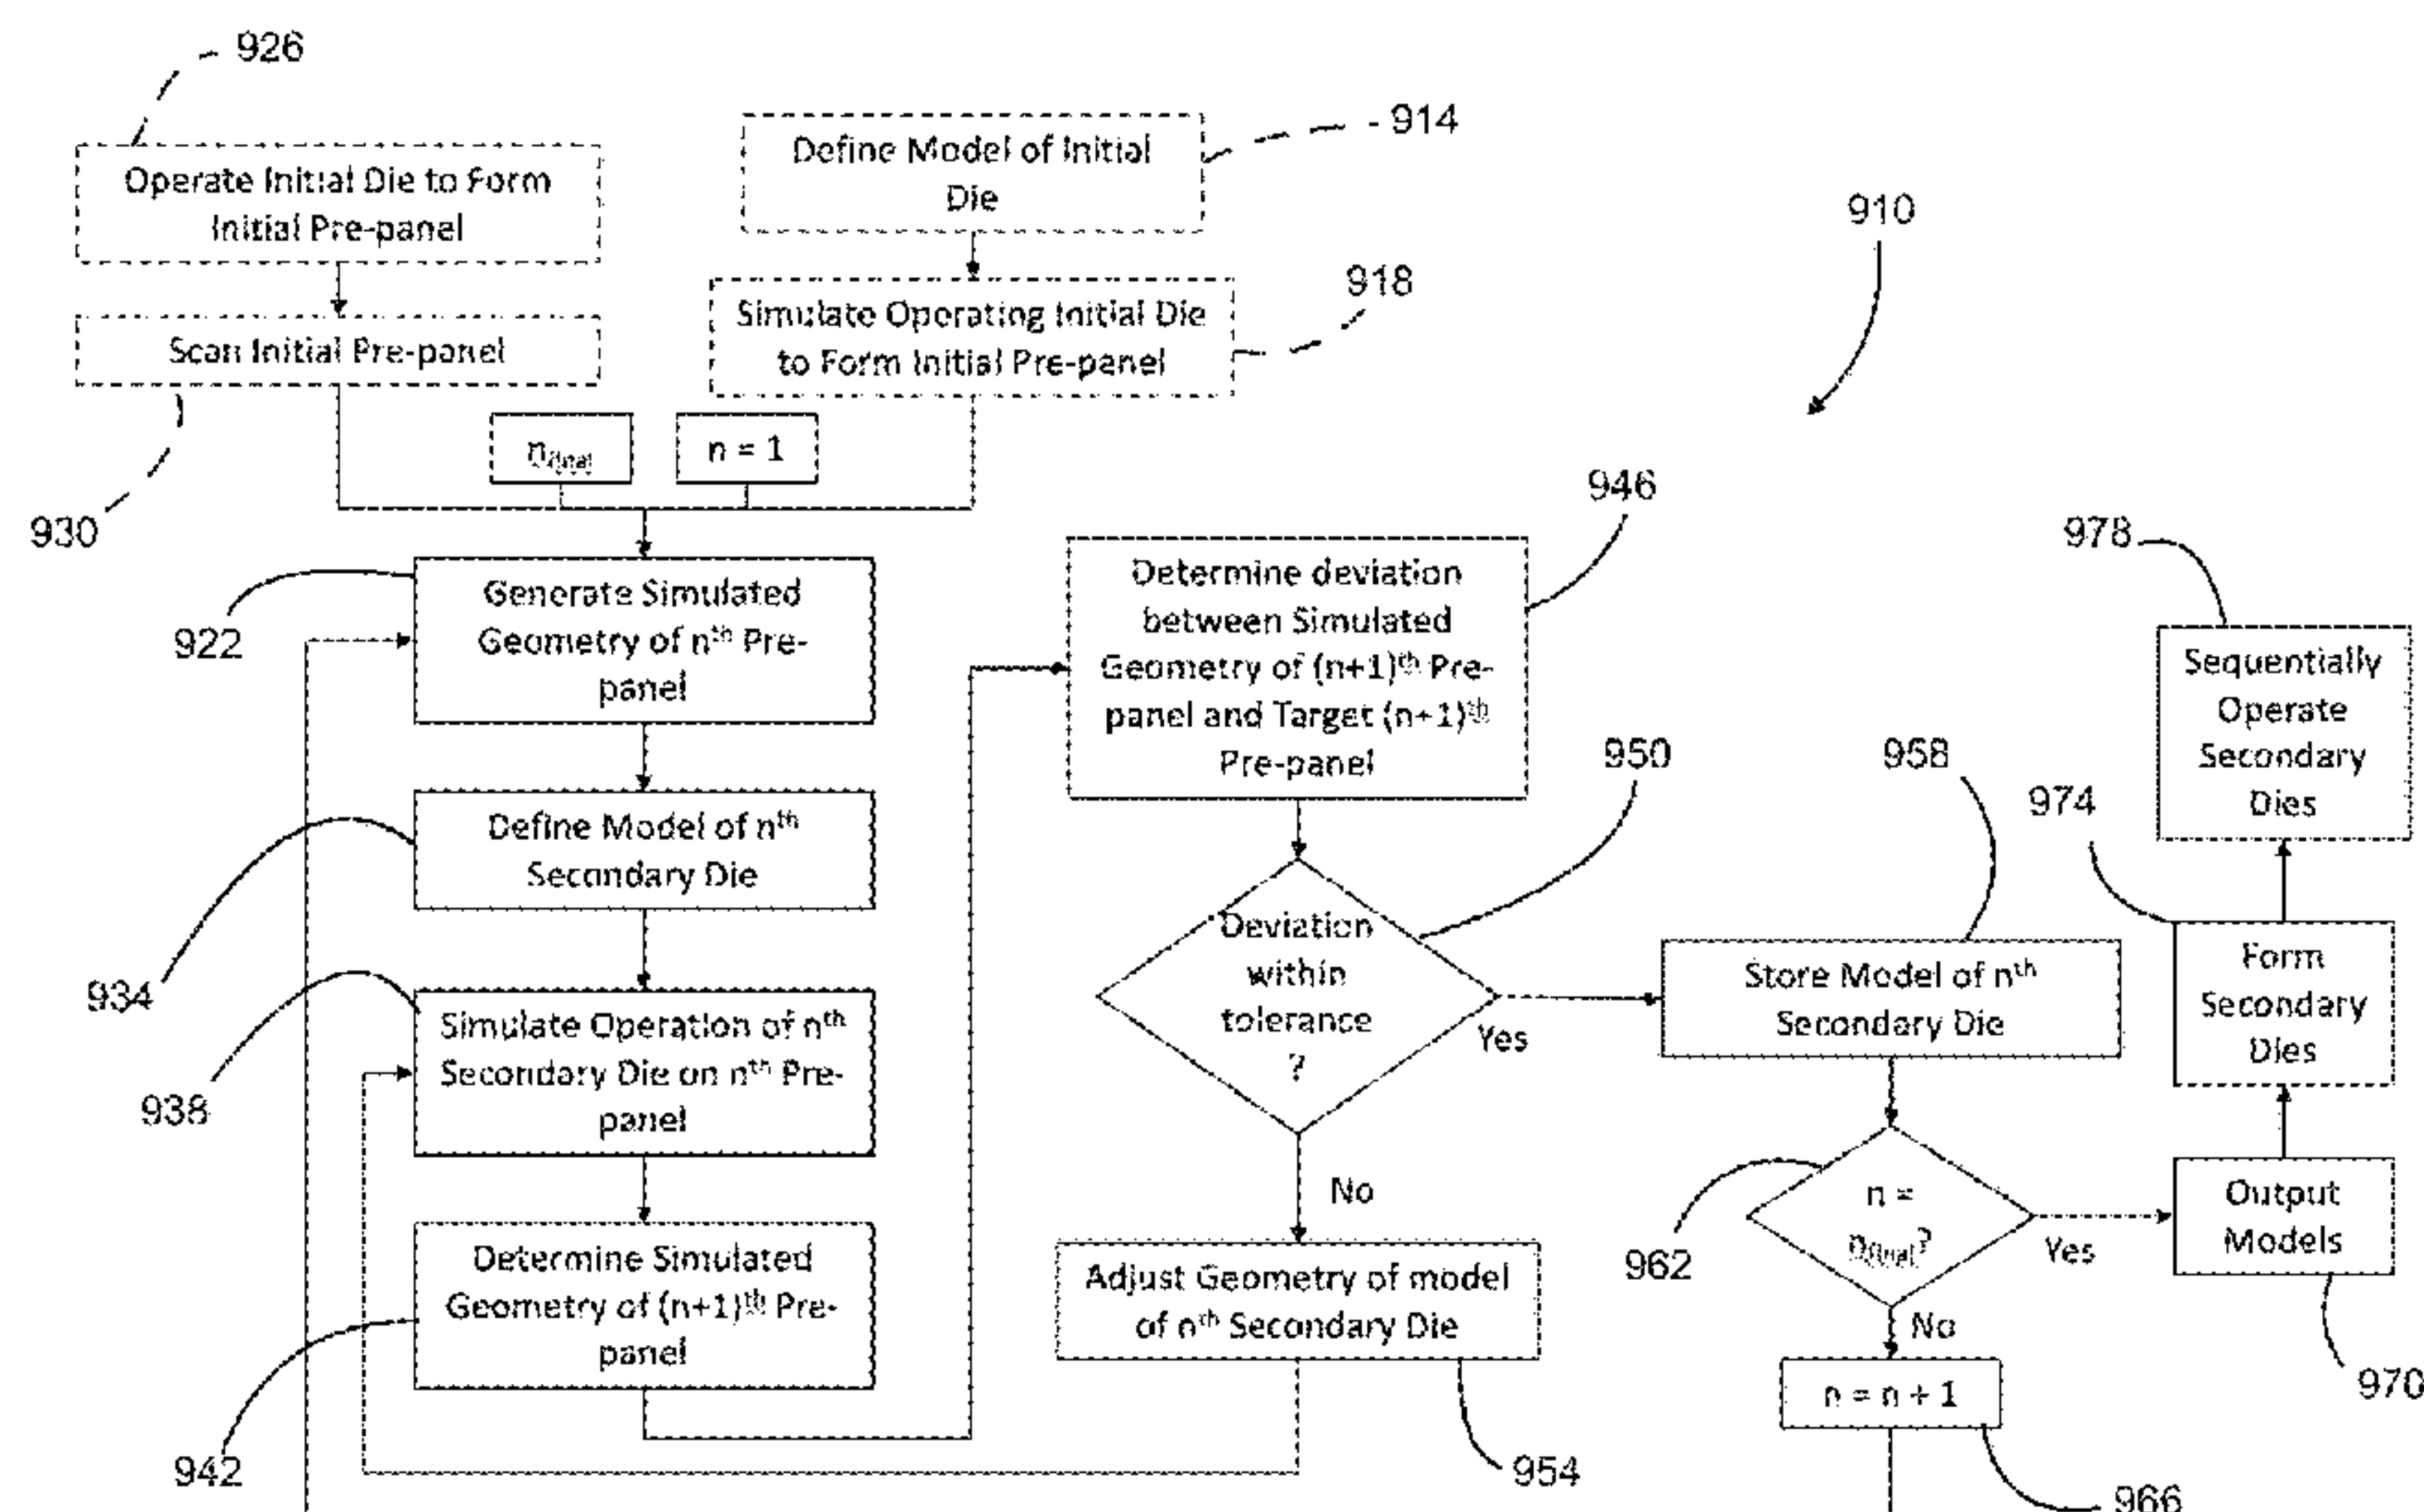 926
Operate Initial Die to Form
Initial Pre-panel
Scan Initial Pre-panel
930
914
Define Model of Initial
Die
918
Simulate Operating Initial Die
to Form Initial Pre-panel
n_final
n = 1
910
922
Generate Simulated
Geometry of nth Pre-
panel
934
Define Model of nth
Secondary Die
938
Simulate Operation of nth
Secondary Die on nth Pre-
panel
942
Determine Simulated
Geometry of (n+1)th Pre-
panel
946
Determine deviation
between Simulated
Geometry of (n+1)th Pre-
panel and Target (n+1)th
Pre-panel
950
Deviation
within
tolerance
?
Yes
No
Adjust Geometry of model
of nth Secondary Die
954
958
Store Model of nth
Secondary Die
962
n =
n_final?
Yes
No
n = n + 1
966
Output
Models
970
974
Form
Secondary
Dies
978
Sequentially
Operate
Secondary
Dies